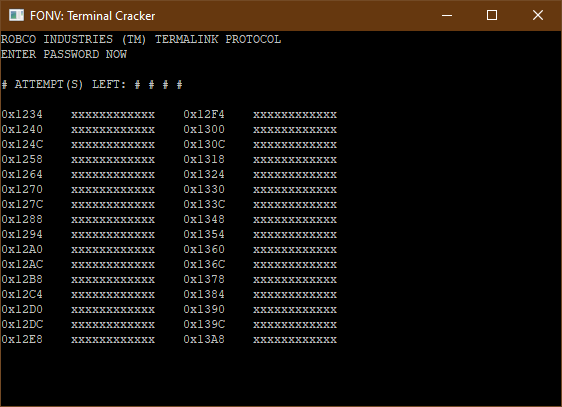 FONV: Terminal Cracker
ROBCO INDUSTRIES (TM) TERMALINK PROTOCOL
ENTER PASSWORD NOW
# ATTEMPT(S) LEFT: # # # #
0x1234 xxxxxxxxxxxx 0x12F4 xxxxxxxxxxxx
0x1240 xxxxxxxxxxxx 0x1300 xxxxxxxxxxxx
0x124C xxxxxxxxxxxx 0x130C xxxxxxxxxxxx
0x1258 xxxxxxxxxxxx 0x1318 xxxxxxxxxxxx
0x1264 xxxxxxxxxxxx 0x1324 xxxxxxxxxxxx
0x1270 xxxxxxxxxxxx 0x1330 xxxxxxxxxxxx
0x127C xxxxxxxxxxxx 0x133C xxxxxxxxxxxx
0x1288 xxxxxxxxxxxx 0x1348 xxxxxxxxxxxx
0x1294 xxxxxxxxxxxx 0x1354 xxxxxxxxxxxx
0x12A0 xxxxxxxxxxxx 0x1360 xxxxxxxxxxxx
0x12AC xxxxxxxxxxxx 0x136C xxxxxxxxxxxx
0x12B8 xxxxxxxxxxxx 0x1378 xxxxxxxxxxxx
0x12C4 xxxxxxxxxxxx 0x1384 xxxxxxxxxxxx
0x12D0 xxxxxxxxxxxx 0x1390 xxxxxxxxxxxx
0x12DC xxxxxxxxxxxx 0x139C xxxxxxxxxxxx
0x12E8 xxxxxxxxxxxx 0x13A8 xxxxxxxxxxxx